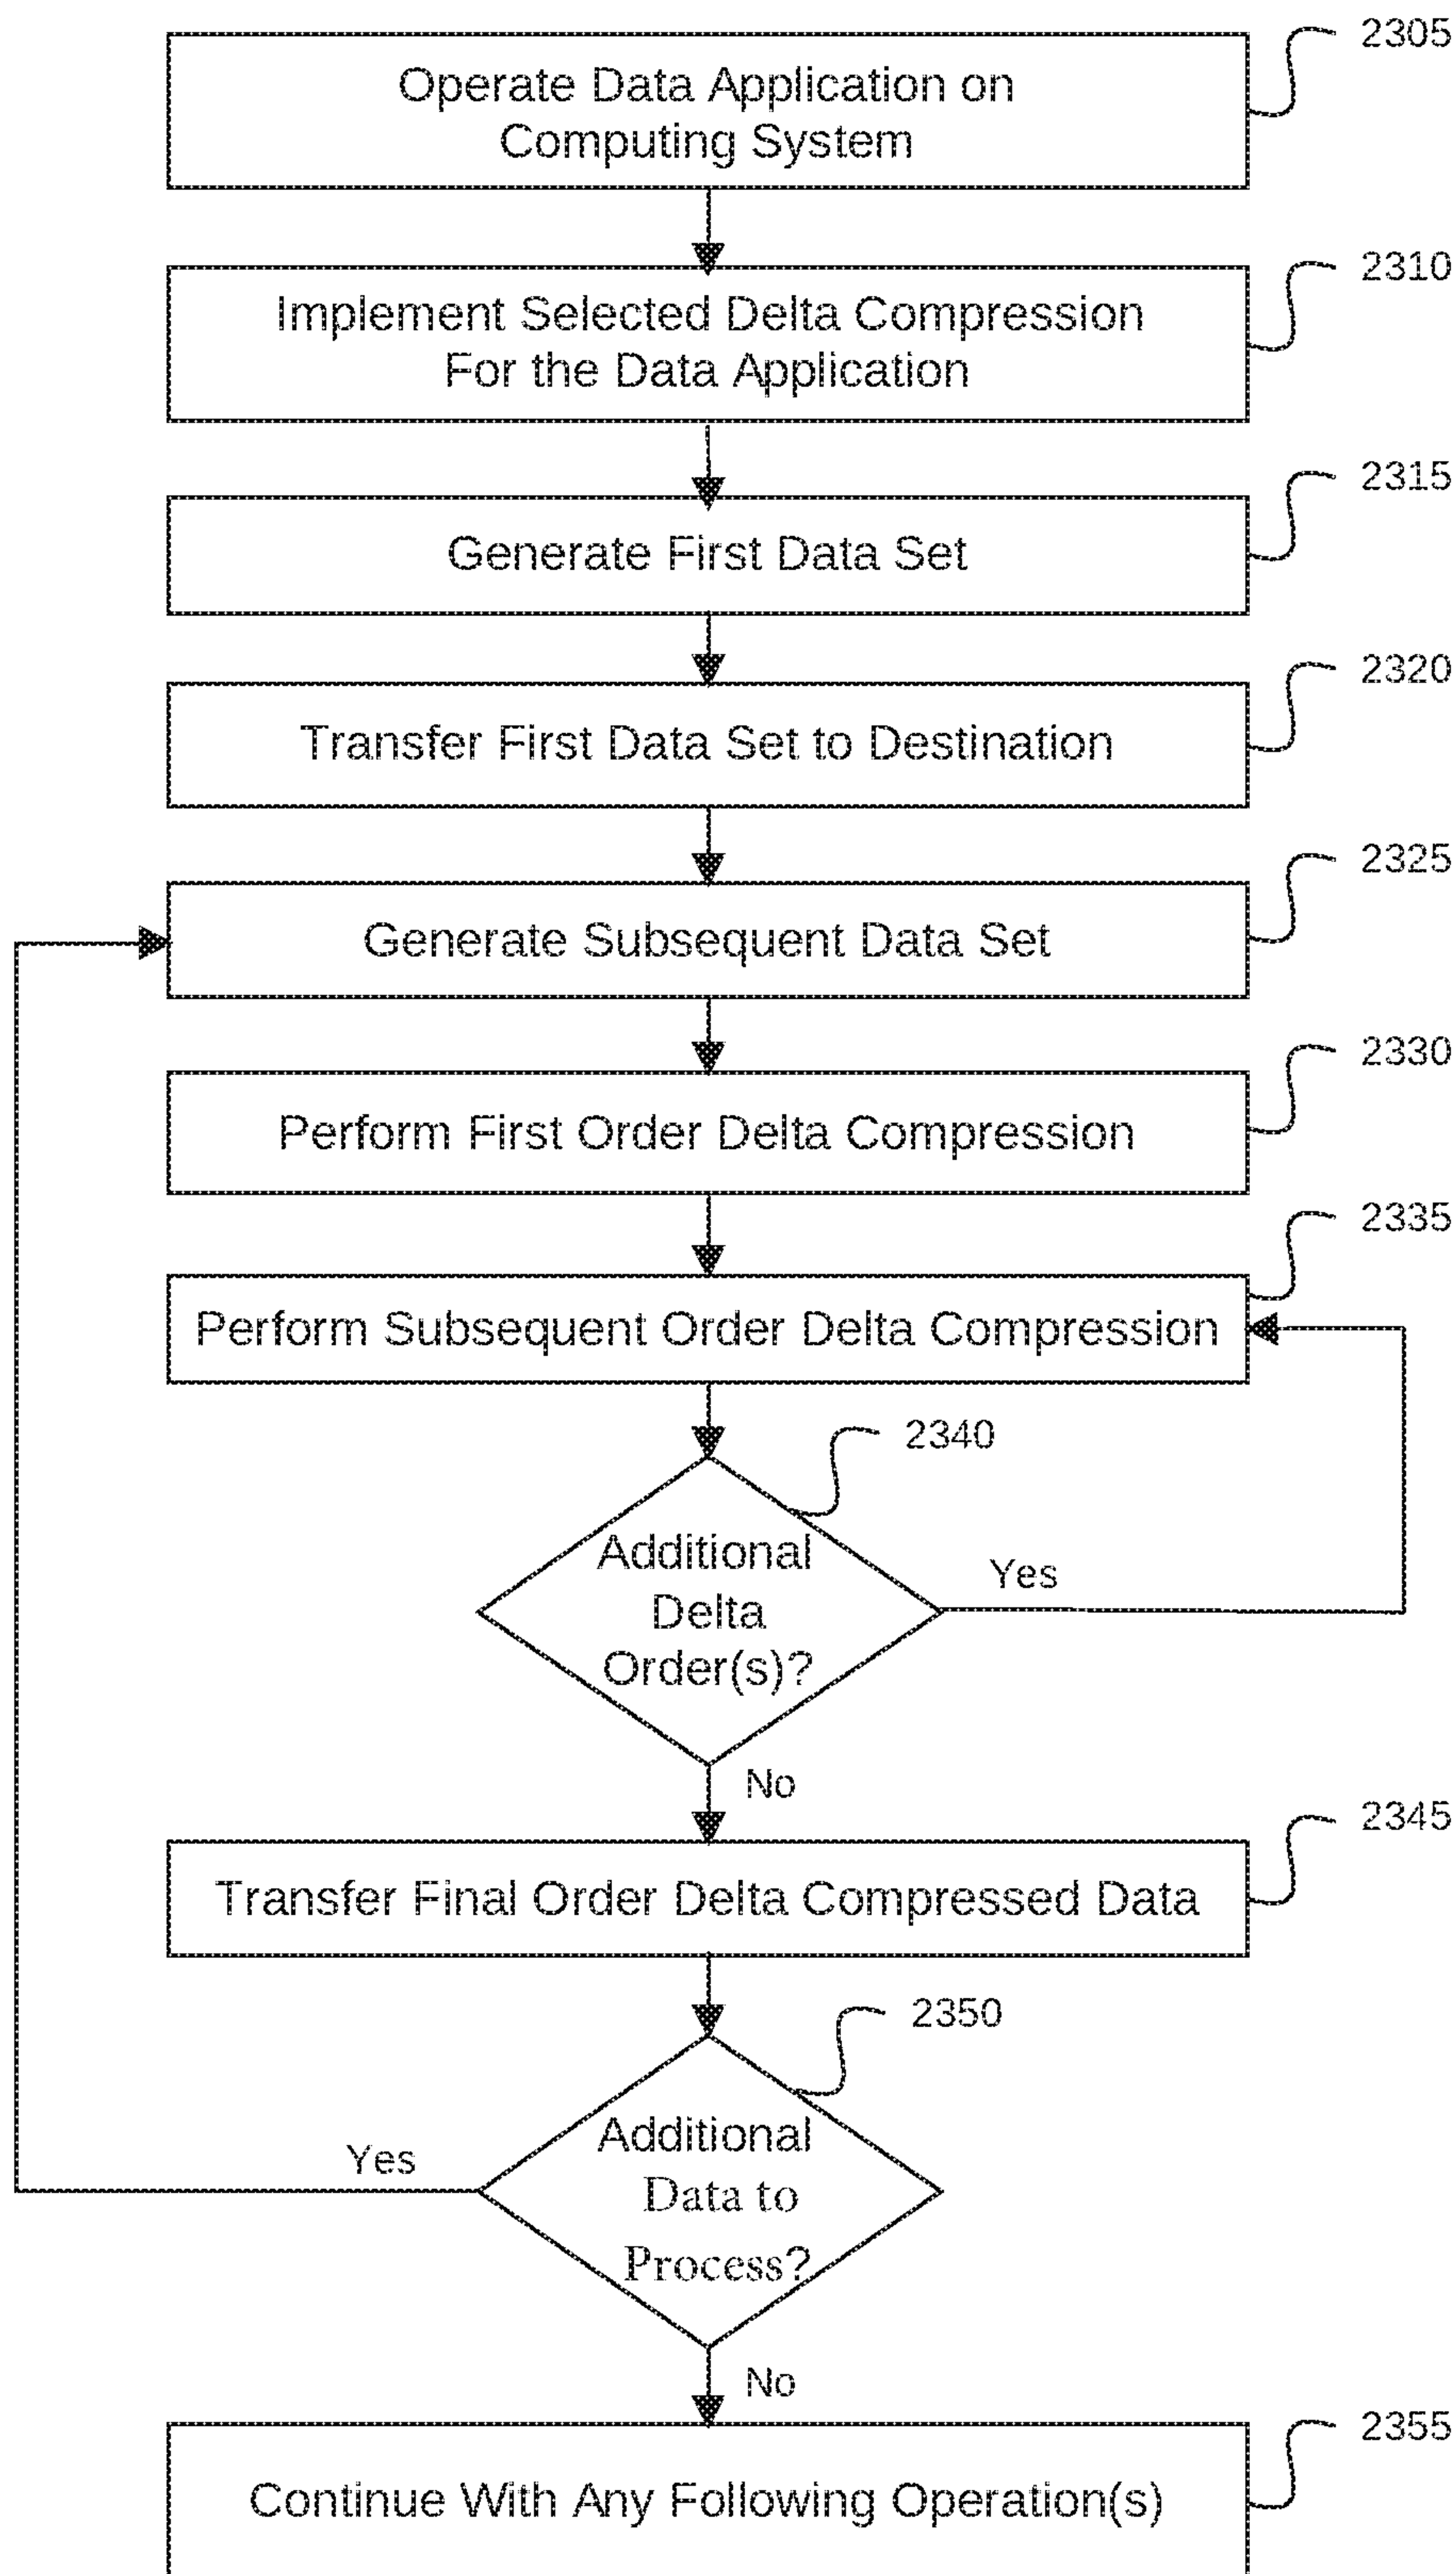 2305
Operate Data Application on
Computing System
2310
Implement Selected Delta Compression
For the Data Application
2315
Generate First Data Set
2320
Transfer First Data Set to Destination
2325
Generate Subsequent Data Set
2330
Perform First Order Delta Compression
2335
Perform Subsequent Order Delta Compression
2340
Additional
Delta
Order(s)?
Yes
No
2345
Transfer Final Order Delta Compressed Data
2350
Additional
Data to
Process?
Yes
No
2355
Continue With Any Following Operation(s)